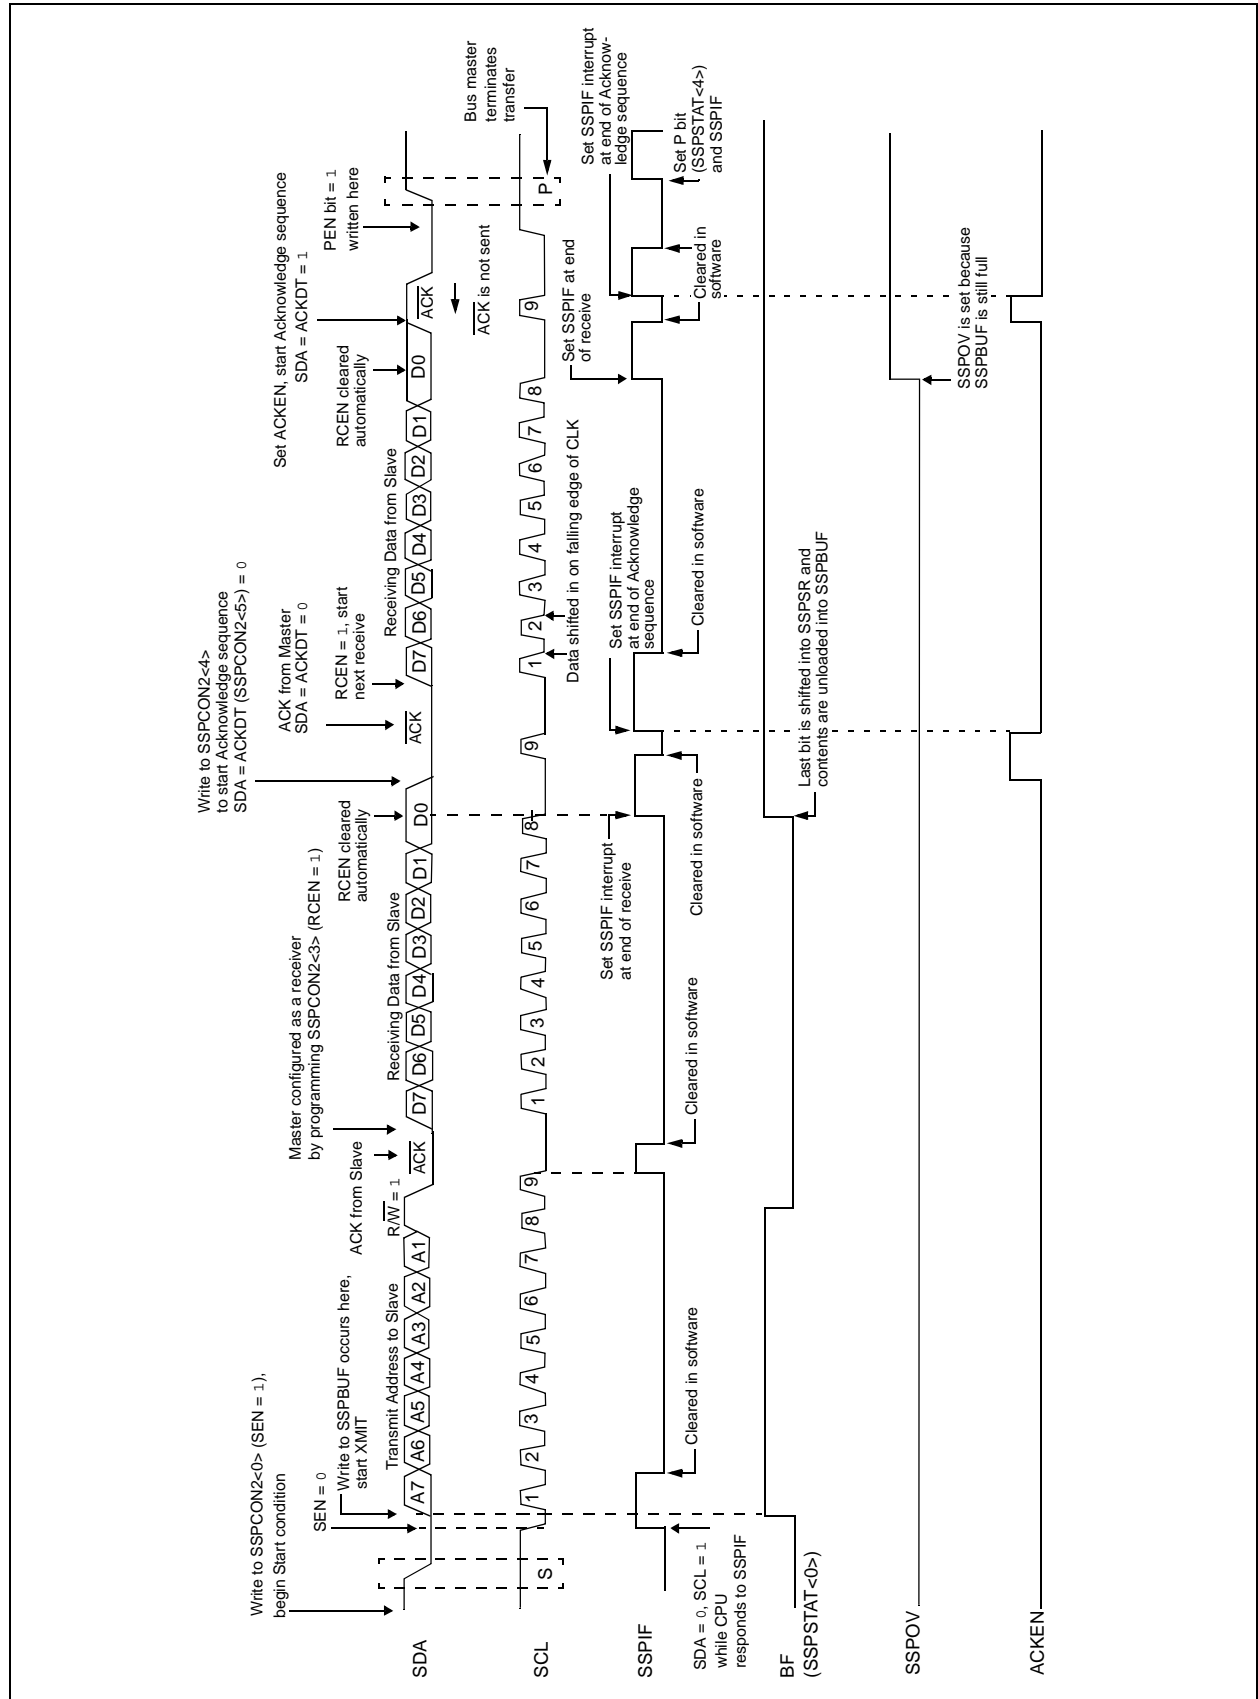 Write to SSPCON2<0> (SEN = 1),
begin Start condition
SEN = 0
Write to SSPBUF occurs here,
start XMIT
ACK from Slave
Master configured as a receiver
by programming SSPCON2<3> (RCEN = 1)
RCEN cleared
automatically
Write to SSPCON2<4>
to start Acknowledge sequence
SDA = ACKDT (SSPCON2<5>) = 0
ACK from Master
SDA = ACKDT = 0
RCEN = 1, start
next receive
RCEN cleared
automatically
Set ACKEN, start Acknowledge sequence
SDA = ACKDT = 1
PEN bit = 1
written here
Transmit Address to Slave
R/W = 1
Receiving Data from Slave
Receiving Data from Slave
SDA
A7 A6 A5 A4 A3 A2 A1
ACK
D7 D6 D5 D4 D3 D2 D1 D0
ACK
D7 D6 D5 D4 D3 D2 D1 D0
ACK
ACK is not sent
Bus master
terminates
transfer
SCL
S
1 2 3 4 5 6 7 8 9
1 2 3 4 5 6 7 8
9
1 2 3 4 5 6 7 8
9
P
Data shifted in on falling edge of CLK
Set SSPIF interrupt
at end of receive
Set SSPIF interrupt
at end of Acknowledge
sequence
Set SSPIF at end
of receive
Set SSPIF interrupt
at end of Acknow-
ledge sequence
SSPIF
SDA = 0, SCL = 1
while CPU
responds to SSPIF
Cleared in software
Cleared in software
Cleared in software
Cleared in software
Cleared in
software
Set P bit
(SSPSTAT<4>)
and SSPIF
BF
(SSPSTAT<0>)
Last bit is shifted into SSPSR and
contents are unloaded into SSPBUF
SSPOV
SSPOV is set because
SSPBUF is still full
ACKEN